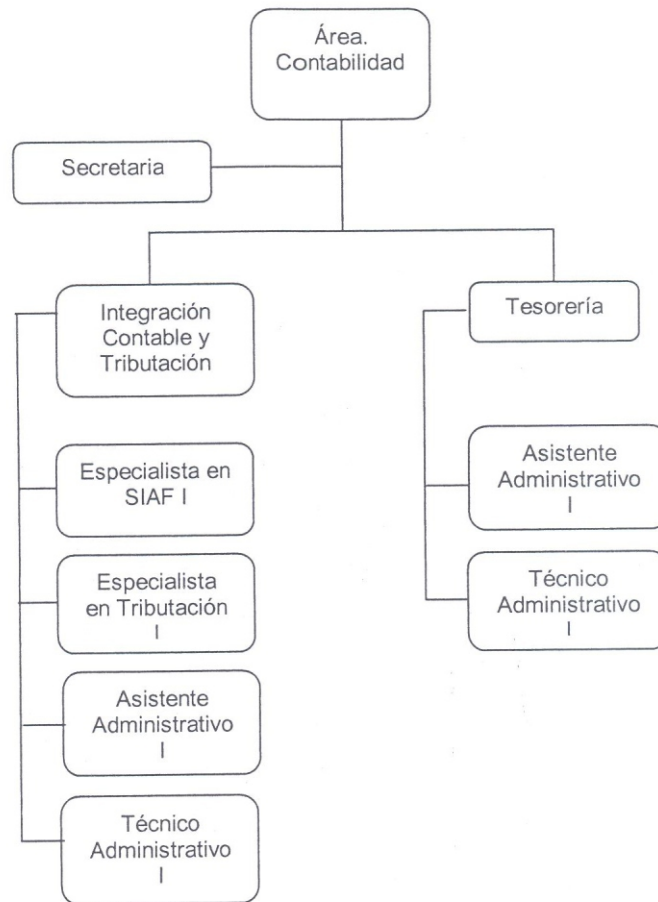 Área.
Contabilidad
Secretaria
Integración
Contable y
Tributación
Tesorería
Especialista en
SIAF I
Asistente
Administrativo
I
Especialista
en Tributación
I
Técnico
Administrativo
I
Asistente
Administrativo
I
Técnico
Administrativo
I